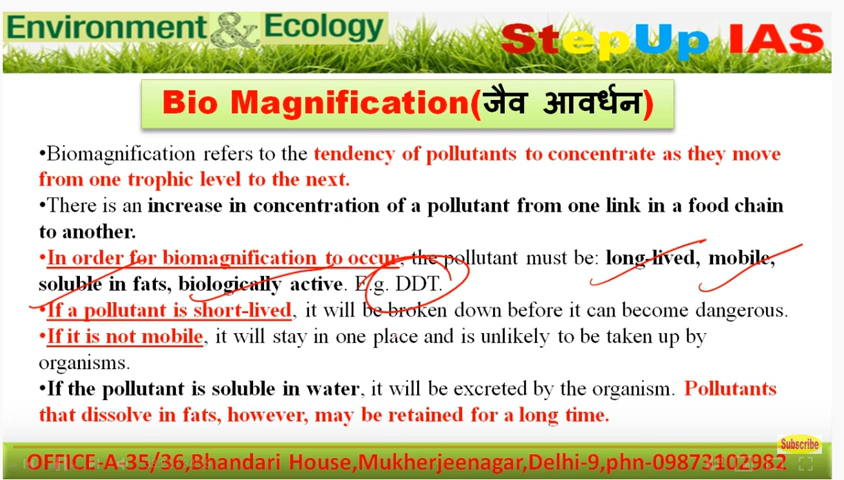 Environment & Ecology
StepUp IAS
Bio Magnification(जैव आवर्धन)
•Biomagnification refers to the tendency of pollutants to concentrate as they move
from one trophic level to the next.
•There is an increase in concentration of a pollutant from one link in a food chain
to another.
•In order for biomagnification to occur, the pollutant must be: long-lived, mobile,
soluble in fats, biologically active. E.g. DDT.
•If a pollutant is short-lived, it will be broken down before it can become dangerous.
•If it is not mobile, it will stay in one place and is unlikely to be taken up by
organisms.
•If the pollutant is soluble in water, it will be excreted by the organism. Pollutants
that dissolve in fats, however, may be retained for a long time.
Subscribe
OFFICE-A-35/36,Bhandari House,Mukherjeenagar,Delhi-9,phn-09873102982